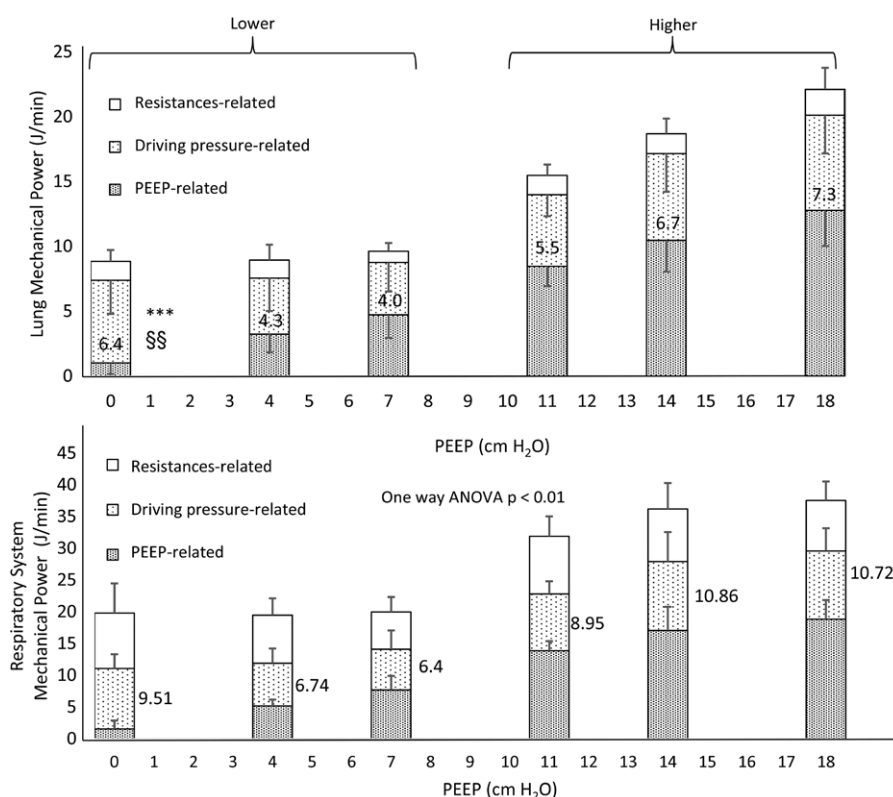 Lower
Higher
Lung Mechanical Power (J/min)
25
20
15
10
5
0
Resistances-related
Driving pressure-related
PEEP-related
6.4
***
§§
4.3
4.0
5.5
6.7
7.3
0 1 2 3 4 5 6 7 8 9 10 11 12 13 14 15 16 17 18
PEEP (cm H₂O)
Respiratory System
Mechanical Power (J/min)
45
40
35
30
25
20
15
10
5
0
Resistances-related
Driving pressure-related
PEEP-related
One way ANOVA p < 0.01
9.51
6.74
6.4
8.95
10.86
10.72
0 1 2 3 4 5 6 7 8 9 10 11 12 13 14 15 16 17 18
PEEP (cm H₂O)